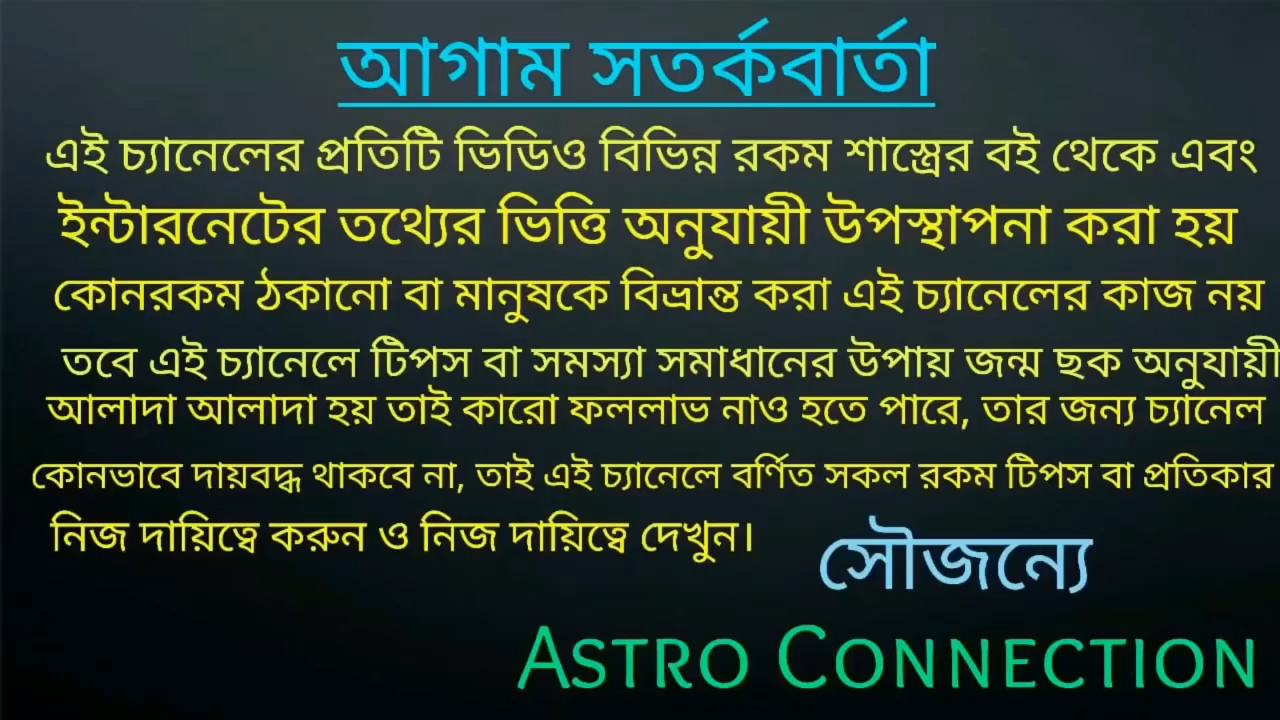 আগাম সতর্কবার্তা
এই চ্যানেলের প্রতিটি ভিডিও বিভিন্ন রকম শাস্ত্রের বই থেকে এবং
ইন্টারনেটের তথ্যের ভিত্তি অনুযায়ী উপস্থাপনা করা হয়
কোনরকম ঠকানো বা মানুষকে বিভ্রান্ত করা এই চ্যানেলের কাজ নয়
তবে এই চ্যানেলে টিপস বা সমস্যা সমাধানের উপায় জন্ম ছক অনুযায়ী
আলাদা আলাদা হয় তাই কারো ফললাভ নাও হতে পারে, তার জন্য চ্যানেল
কোনভাবে দায়বদ্ধ থাকবে না, তাই এই চ্যানেলে বর্ণিত সকল রকম টিপস বা প্রতিকার
নিজ দায়িত্বে করুন ও নিজ দায়িত্বে দেখুন।
সৌজন্যে
ASTRO CONNECTION